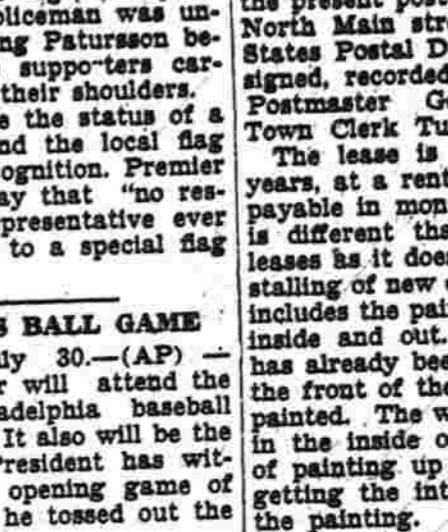 oliceman was un-
ng Patursson be-
suppo-ters car-
their shoulders.
e the status of a
nd the local flag
ognition. Premier
ay that "no res-
presentative ever
to a special flag
S BALL GAME
uly 30.—(AP) —
r will attend the
adelphia baseball
It also will be the
President has wit-
opening game of
he tossed out the
the present post
North Main str
States Postal D
signed, recorded
Postmaster G
Town Clerk Tu
The lease is
years, at a rent
payable in mon
is different tha
leases as it does
stalling of new
includes the pai
inside and out.
has already bee
the front of th
painted. The w
in the inside o
of painting up
getting the int
the painting.